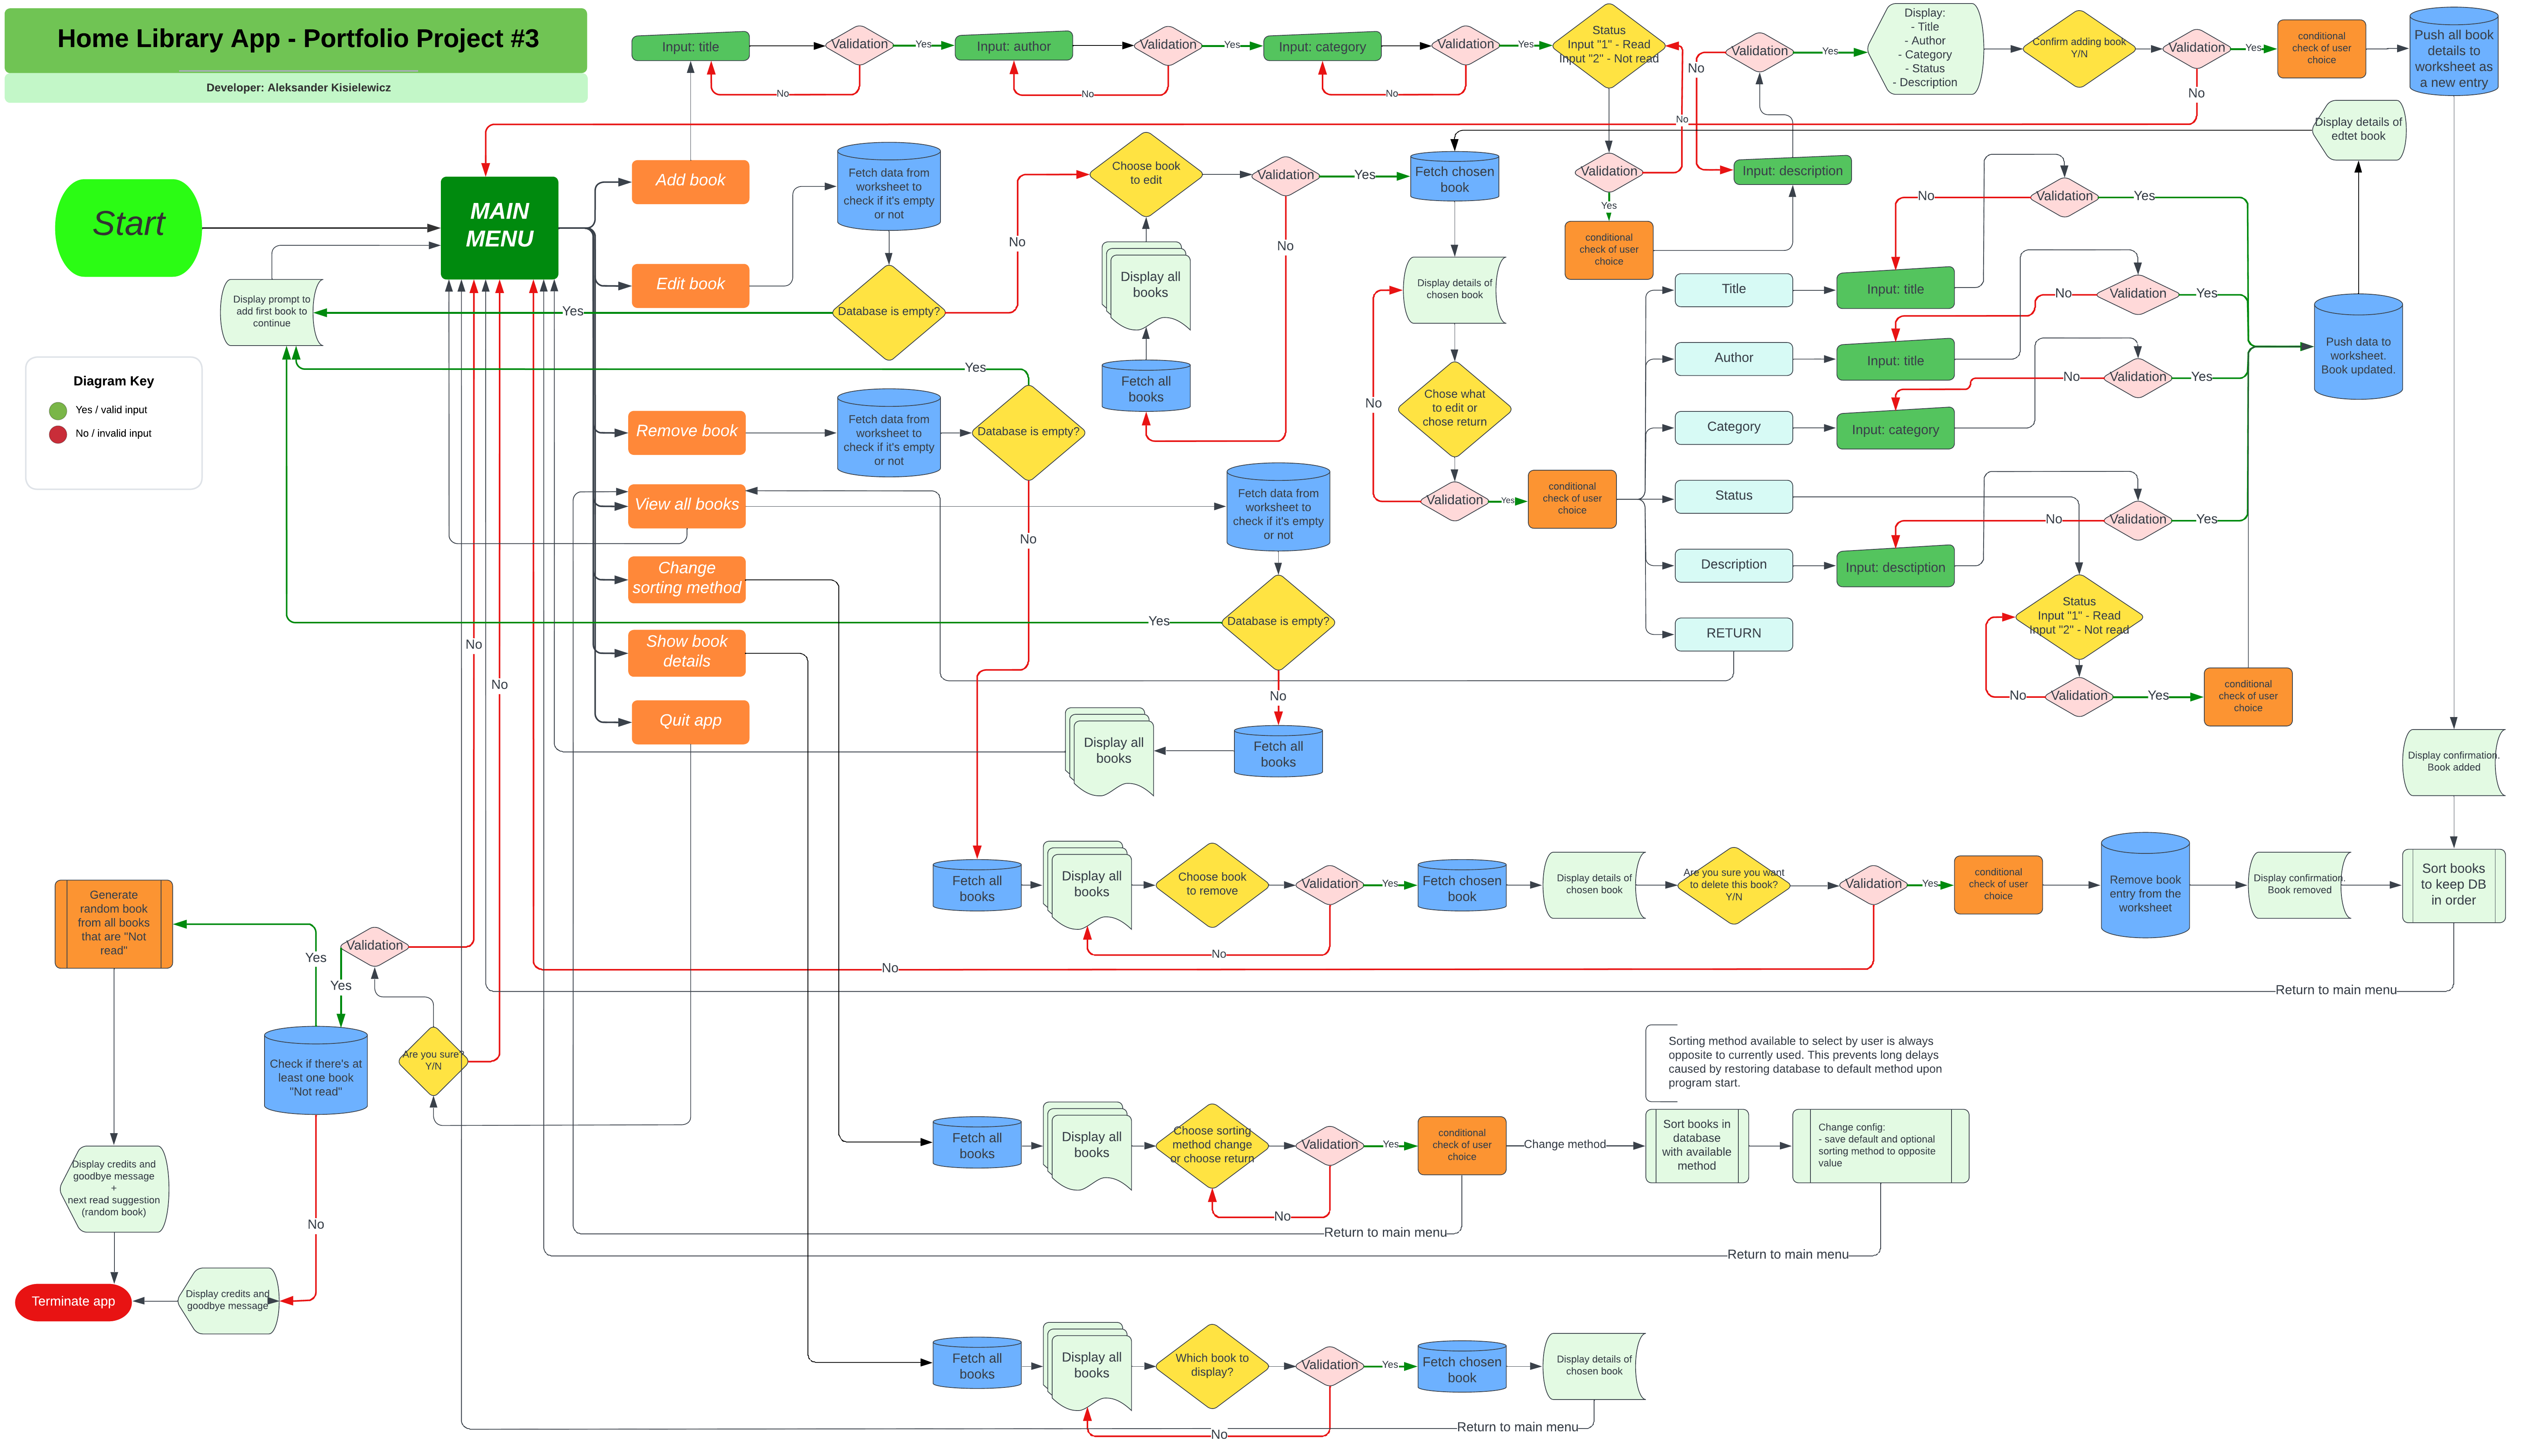 Home Library App - Portfolio Project #3
Developer: Aleksander Kisielewicz
Input: title
Validation
Yes
No
Input: author
Validation
Yes
No
Input: category
Validation
Yes
No
Status
Input "1" - Read
Input "2" - Not read
No
Validation
Yes
conditional
check of user
choice
Input: description
No
Validation
Yes
Display:
- Title
- Author
- Category
- Status
- Description
Confirm adding book
Y/N
Validation
Yes
No
conditional
check of user
choice
Push all book
details to
worksheet as
a new entry
Start
MAIN
MENU
Display prompt to
add first book to
continue
Diagram Key
Yes / valid input
No / invalid input
Add book
Edit book
Remove book
View all books
Change
sorting method
Show book
details
Quit app
Fetch data from
worksheet to
check if it's empty
or not
Database is empty?
Yes
No
Choose book
to edit
Validation
Yes
No
Display all
books
Fetch all
books
Fetch chosen
book
Display details of
edtet book
Display details of
chosen book
Chose what
to edit or
chose return
No
Validation
Yes
conditional
check of user
choice
Title
Author
Category
Status
Description
RETURN
Input: title
Validation
No
Yes
Input: title
Validation
No
Yes
Input: category
Validation
No
Yes
Input: desctiption
Validation
No
Yes
Status
Input "1" - Read
Input "2" - Not read
No
Validation
Yes
conditional
check of user
choice
Push data to
worksheet.
Book updated.
Fetch data from
worksheet to
check if it's empty
or not
Database is empty?
Yes
No
Fetch data from
worksheet to
check if it's empty
or not
Database is empty?
Yes
No
Fetch all
books
Display all
books
Display confirmation.
Book added
Fetch all
books
Display all
books
Choose book
to remove
Validation
Yes
No
Fetch chosen
book
Display details of
chosen book
Are you sure you want
to delete this book?
Y/N
Validation
Yes
No
conditional
check of user
choice
Remove book
entry from the
worksheet
Display confirmation.
Book removed
Sort books
to keep DB
in order
Return to main menu
No
No
Generate
random book
from all books
that are "Not
read"
Validation
Yes
Yes
Check if there's at
least one book
"Not read"
Are you sure?
Y/N
No
Display credits and
goodbye message
+
next read suggestion
(random book)
Terminate app
Display credits and
goodbye message
Sorting method available to select by user is always
opposite to currently used. This prevents long delays
caused by restoring database to default method upon
program start.
Fetch all
books
Display all
books
Choose sorting
method change
or choose return
Validation
Yes
No
conditional
check of user
choice
Change method
Sort books in
database
with available
method
Change config:
- save default and optional
sorting method to opposite
value
Return to main menu
Return to main menu
Fetch all
books
Display all
books
Which book to
display?
Validation
Yes
No
Fetch chosen
book
Display details of
chosen book
Return to main menu